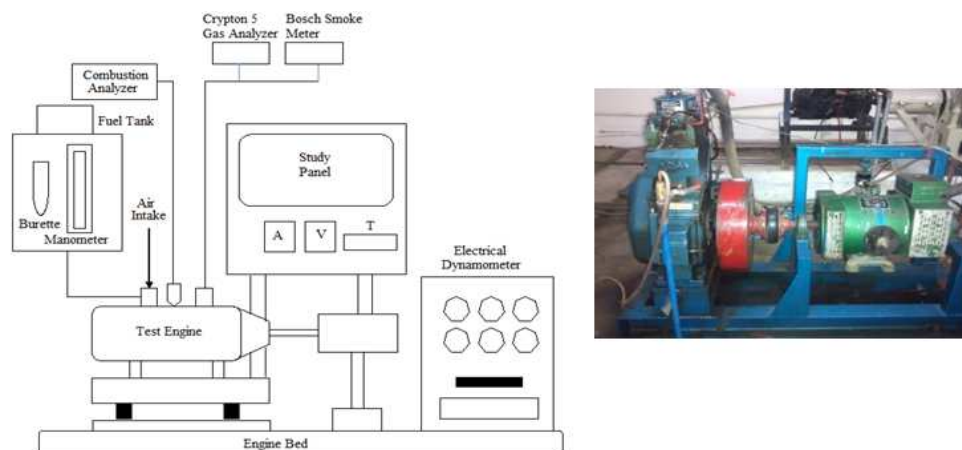 Crypton 5
Gas Analyzer
Bosch Smoke
Meter
Combustion
Analyzer
Fuel Tank
Burette
Manometer
Air
Intake
Study
Panel
A
V
T
Electrical
Dynamometer
Test Engine
Engine Bed